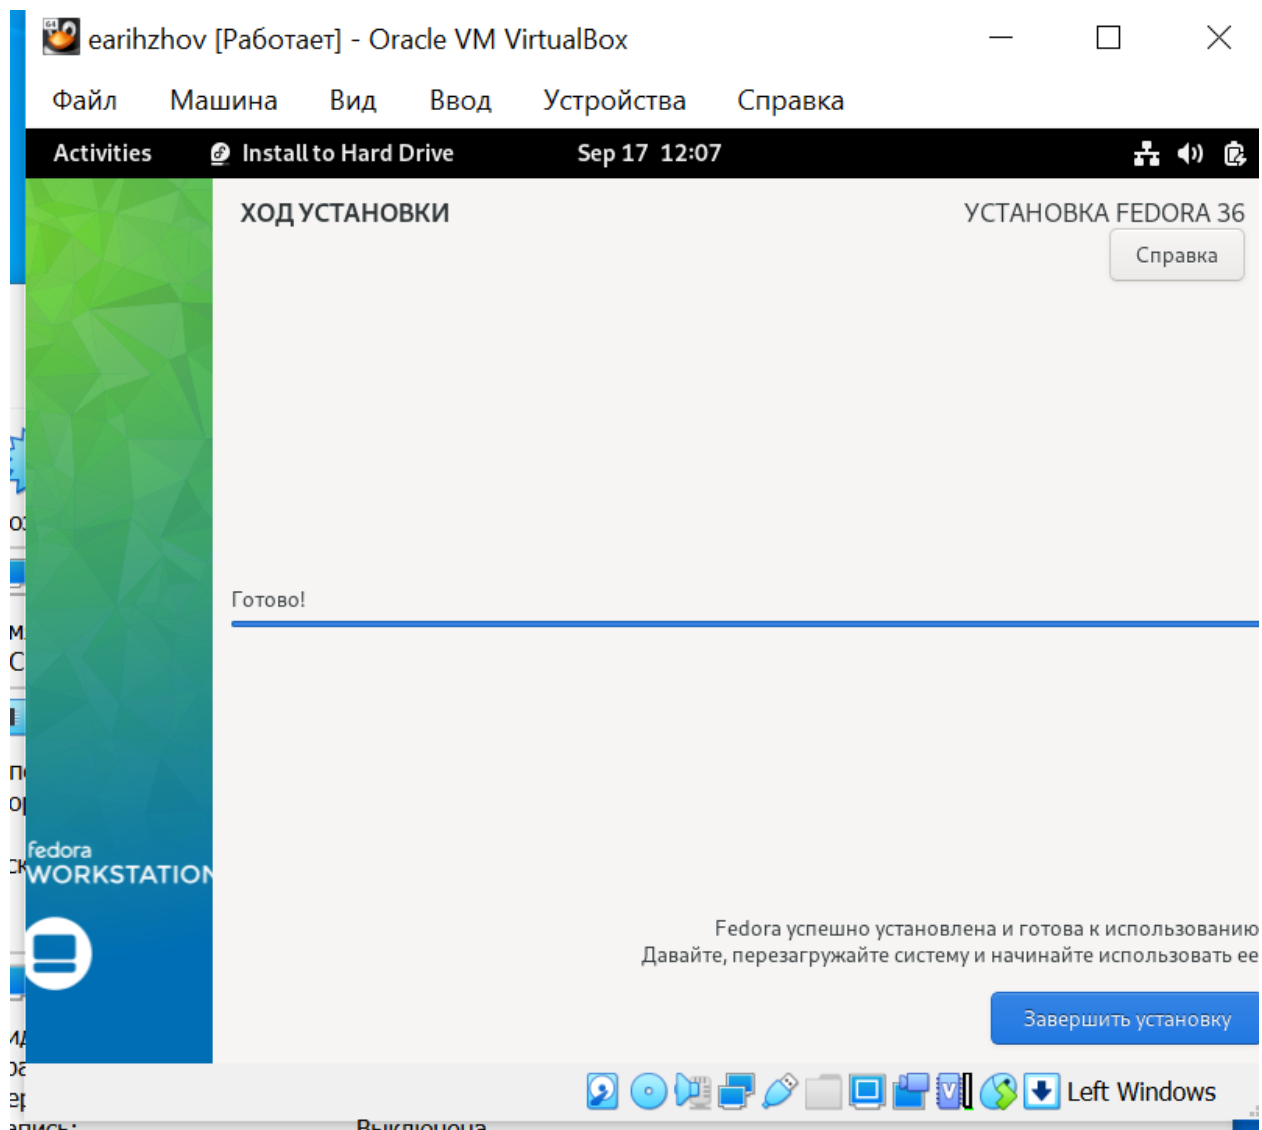 earihzhov [Работает] - Oracle VM VirtualBox
Файл Машина Вид Ввод Устройства Справка
Activities Install to Hard Drive Sep 17 12:07
ХОД УСТАНОВКИ УСТАНОВКА FEDORA 36
Справка
Готово!
fedora
WORKSTATION
Fedora успешно установлена и готова к использованию
Давайте, перезагружайте систему и начинайте использовать ее
Завершить установку
Left Windows